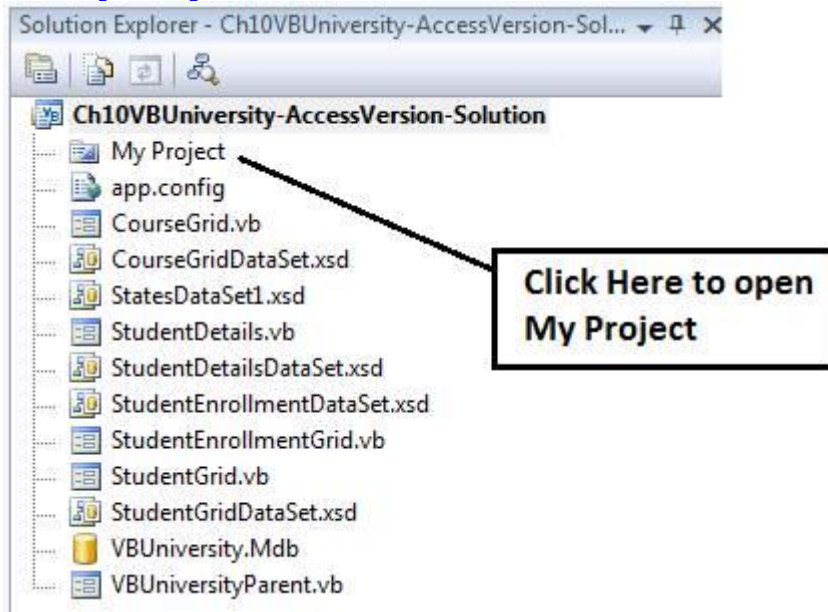 Solution Explorer - Ch10VBUniversity-AccessVersion-Sol...
Ch10VBUniversity-AccessVersion-Solution
My Project
app.config
CourseGrid.vb
CourseGridDataSet.xsd
StatesDataSet1.xsd
StudentDetails.vb
StudentDetailsDataSet.xsd
StudentEnrollmentDataSet.xsd
StudentEnrollmentGrid.vb
StudentGrid.vb
StudentGridDataSet.xsd
VBUniversity.Mdb
VBUniversityParent.vb
Click Here to open
My Project